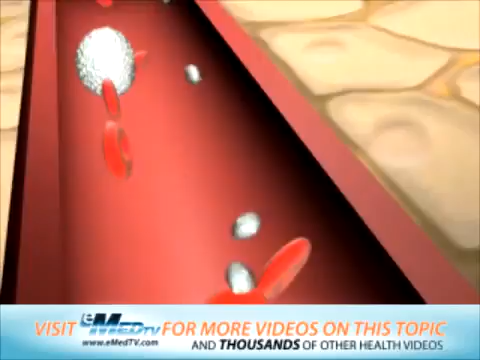 VISIT eMedTV FOR MORE VIDEOS ON THIS TOPIC
www.eMedTV.com AND THOUSANDS OF OTHER HEALTH VIDEOS